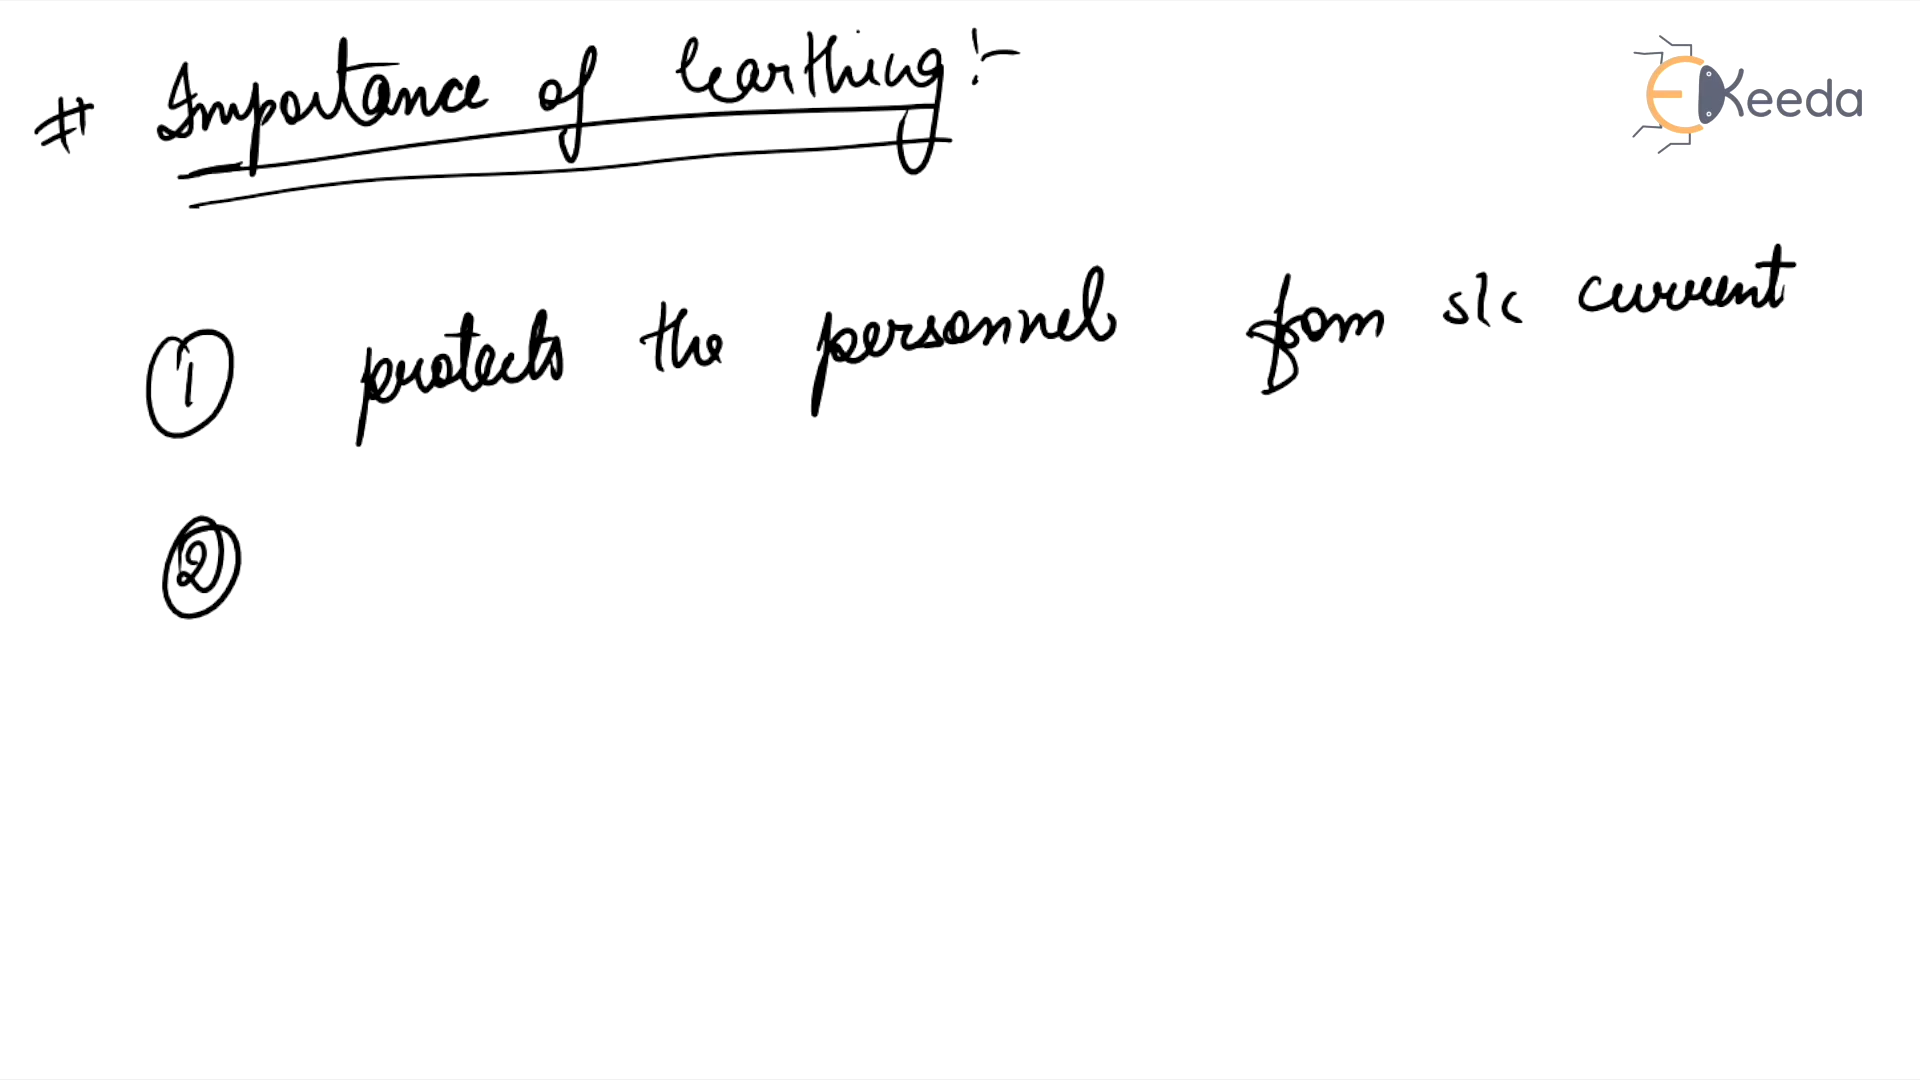 # Importance of Earthing :-
EKeeda
① protects the personnel from s/c current
②